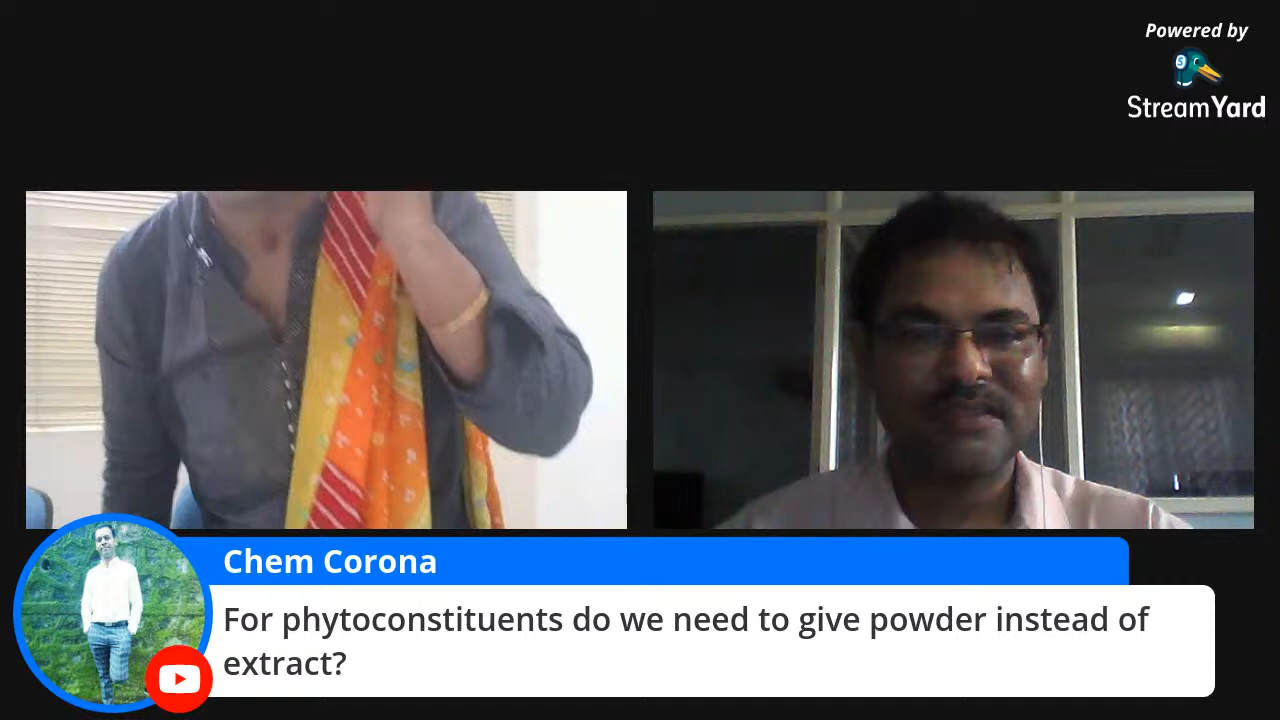 Powered by
StreamYard
Chem Corona
For phytoconstituents do we need to give powder instead of
extract?